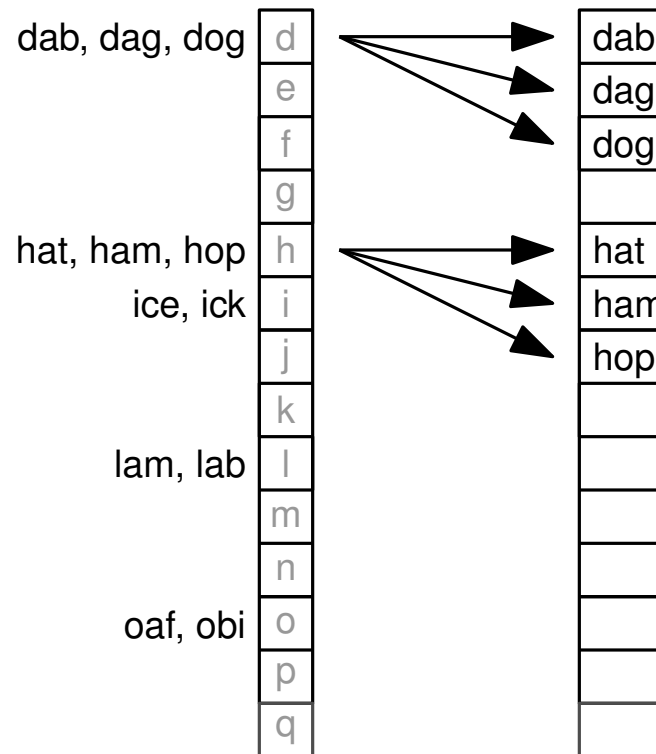 dab, dag, dog d dab
e dag
f dog
g
hat, ham, hop h hat
ice, ick i ham
j hop
k
lam, lab l
m
n
oaf, obi o
p
q